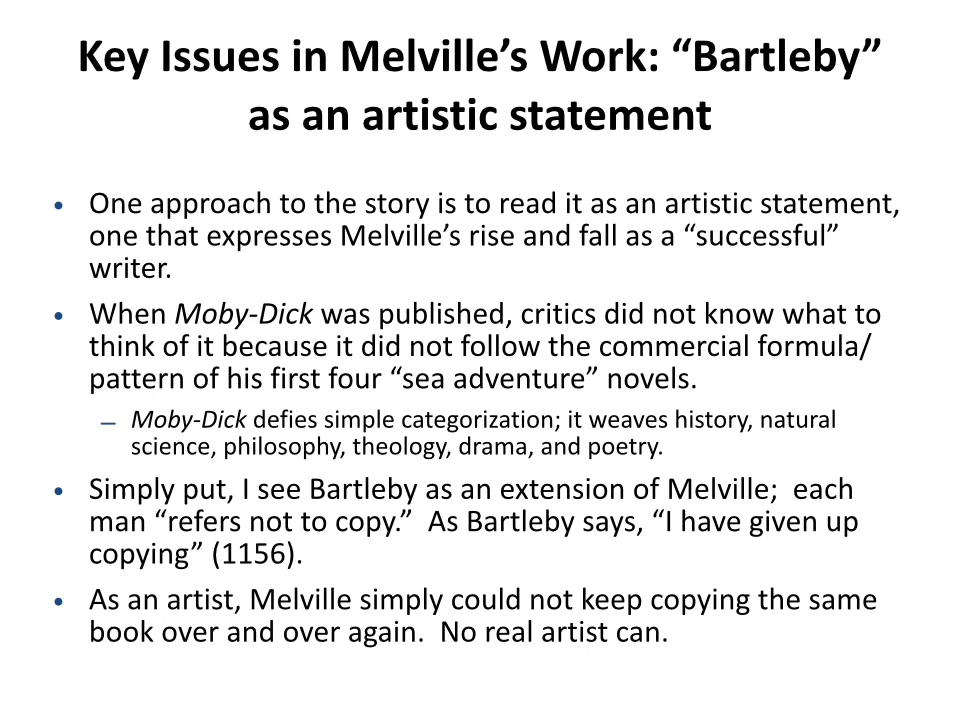 Key Issues in Melville’s Work: “Bartleby”
as an artistic statement
• One approach to the story is to read it as an artistic statement,
one that expresses Melville’s rise and fall as a “successful”
writer.
• When Moby-Dick was published, critics did not know what to
think of it because it did not follow the commercial formula/
pattern of his first four “sea adventure” novels.
– Moby-Dick defies simple categorization; it weaves history, natural
science, philosophy, theology, drama, and poetry.
• Simply put, I see Bartleby as an extension of Melville;  each
man “refers not to copy.”  As Bartleby says, “I have given up
copying” (1156).
• As an artist, Melville simply could not keep copying the same
book over and over again.  No real artist can.